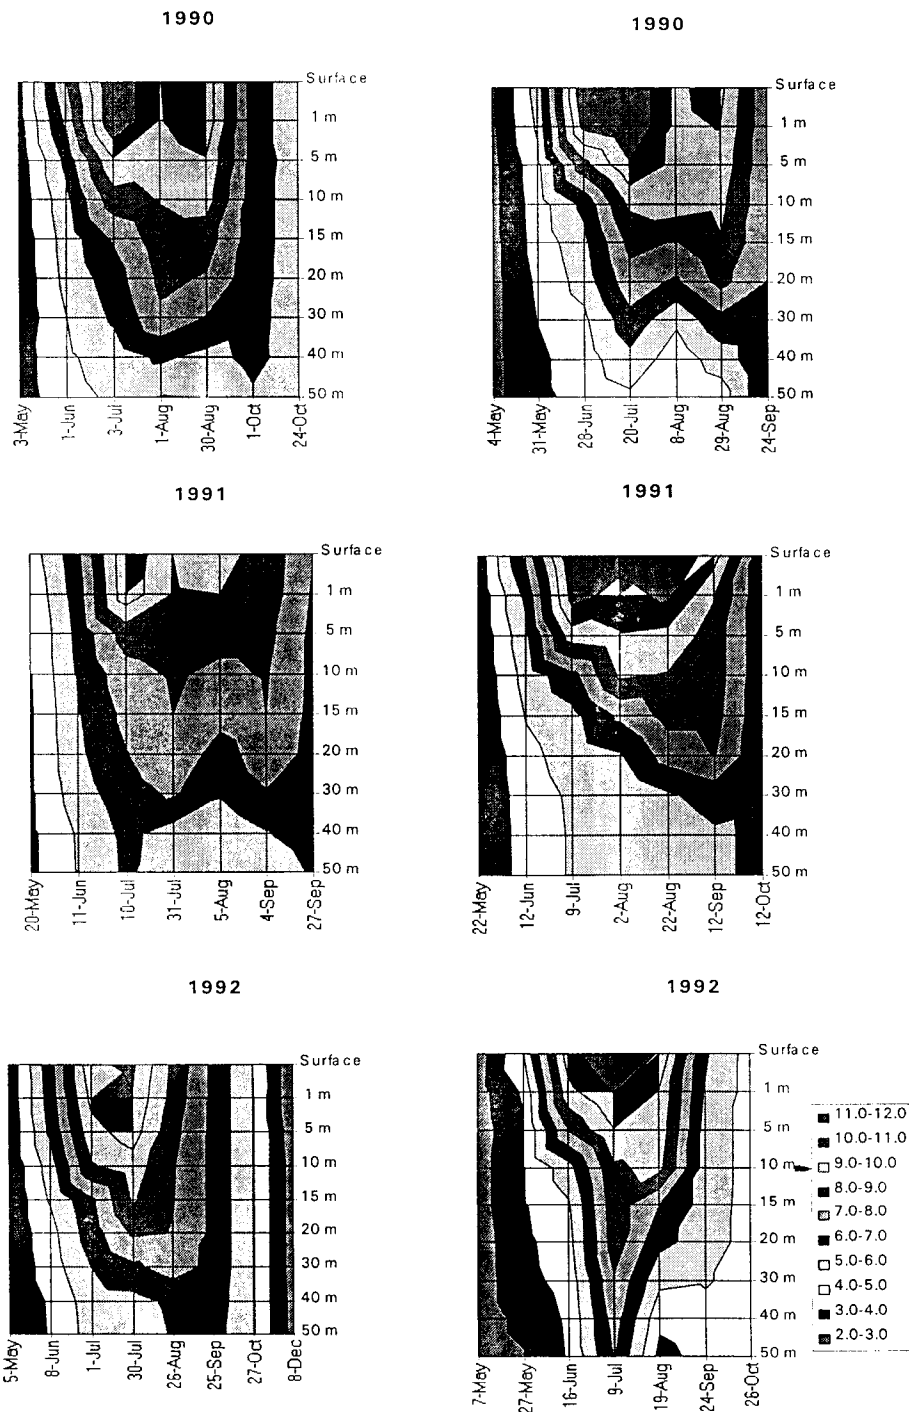 1990
Surface
1 m
5 m
10 m
15 m
20 m
30 m
40 m
50 m
3-May
1-Jun
3-Jul
1-Aug
30-Aug
1-Oct
24-Oct
1990
Surface
1 m
5 m
10 m
15 m
20 m
30 m
40 m
50 m
4-May
31-May
28-Jun
20-Jul
8-Aug
29-Aug
24-Sep
1991
Surface
1 m
5 m
10 m
15 m
20 m
30 m
40 m
50 m
20-May
11-Jun
10-Jul
31-Jul
5-Aug
4-Sep
27-Sep
1991
Surface
1 m
5 m
10 m
15 m
20 m
30 m
40 m
50 m
22-May
12-Jun
9-Jul
2-Aug
22-Aug
12-Sep
12-Oct
1992
Surface
1 m
5 m
10 m
15 m
20 m
30 m
40 m
50 m
5-May
8-Jun
1-Jul
30-Jul
26-Aug
25-Sep
27-Oct
8-Dec
1992
Surface
1 m
5 m
10 m
15 m
20 m
30 m
40 m
50 m
7-May
27-May
16-Jun
9-Jul
19-Aug
24-Sep
26-Oct
11.0-12.0
10.0-11.0
9.0-10.0
8.0-9.0
7.0-8.0
6.0-7.0
5.0-6.0
4.0-5.0
3.0-4.0
2.0-3.0